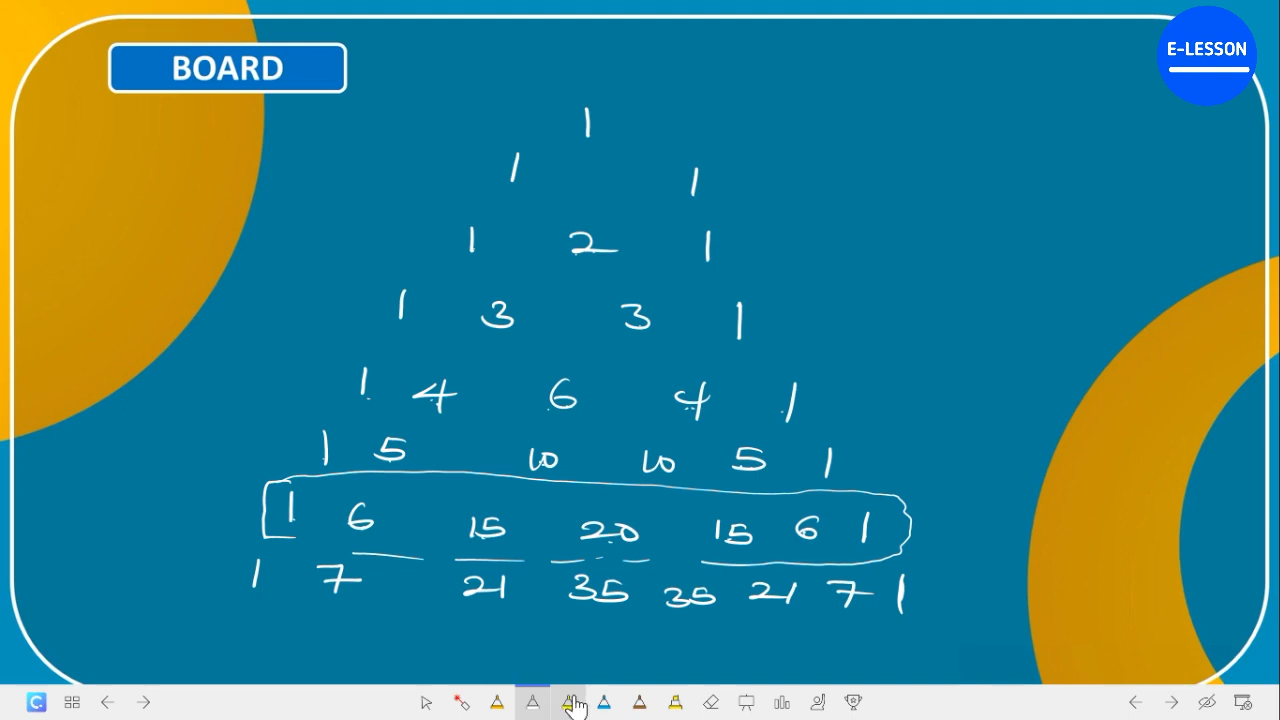 BOARD
E-LESSON
1
1 1
1 2 1
1 3 3 1
1 4 6 4 1
1 5 10 10 5 1
1 6 15 20 15 6 1
1 7 21 35 35 21 7 1